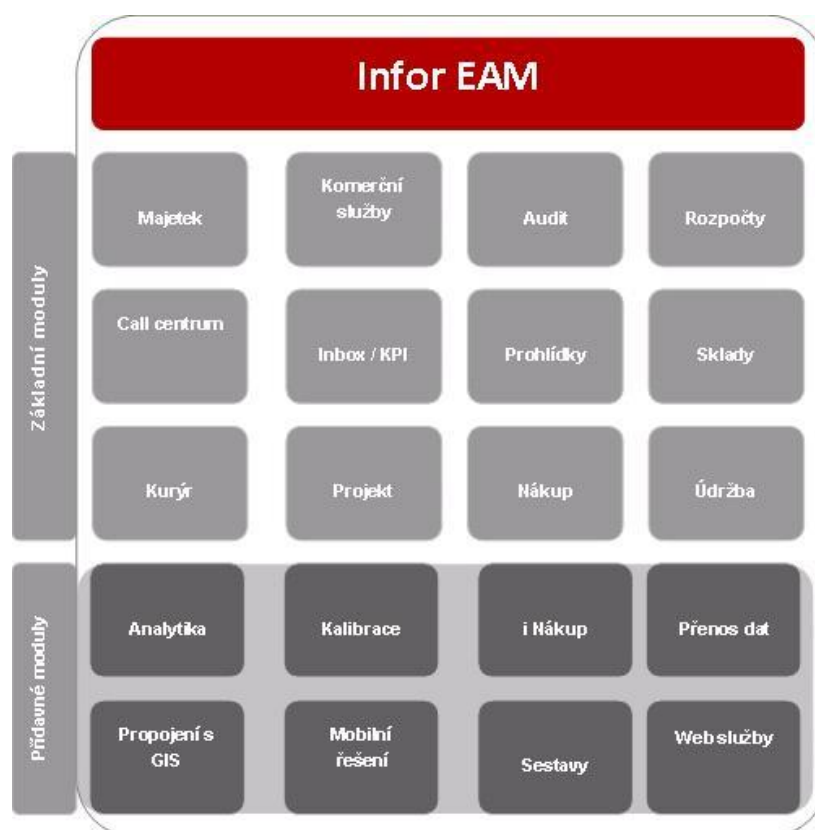 Infor EAM
Základní moduly
Majetek
Komerční
služby
Audit
Rozpočty
Call centrum
Inbox / KPI
Prohlídky
Sklady
Kurýr
Projekt
Nákup
Údržba
Přídavné moduly
Analytika
Kalibrace
i Nákup
Přenos dat
Propojení s
GIS
Mobilní
řešení
Sestavy
Web služby